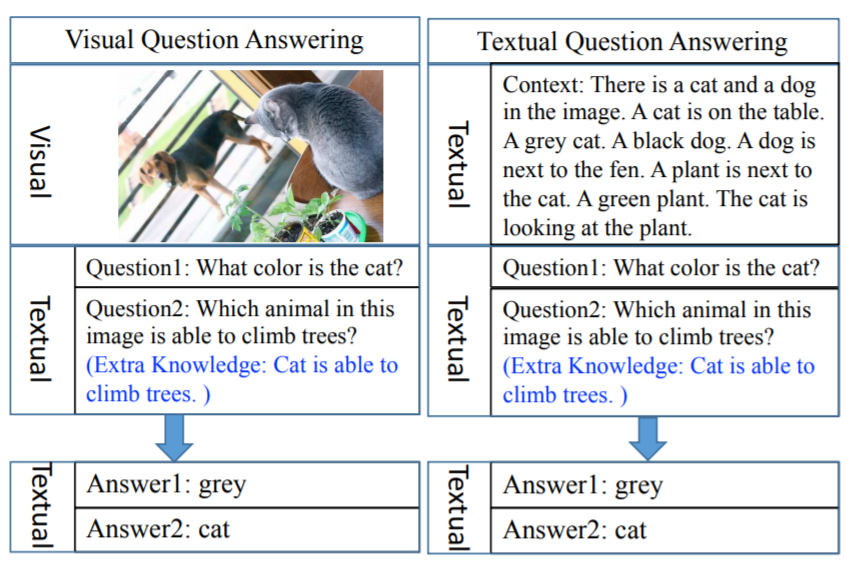 Visual Question Answering
Visual
Textual
Question1: What color is the cat?
Question2: Which animal in this
image is able to climb trees?
(Extra Knowledge: Cat is able to
climb trees. )
Textual
Answer1: grey
Answer2: cat
Textual Question Answering
Textual
Context: There is a cat and a dog
in the image. A cat is on the table.
A grey cat. A black dog. A dog is
next to the fen. A plant is next to
the cat. A green plant. The cat is
looking at the plant.
Textual
Question1: What color is the cat?
Question2: Which animal in this
image is able to climb trees?
(Extra Knowledge: Cat is able to
climb trees. )
Textual
Answer1: grey
Answer2: cat